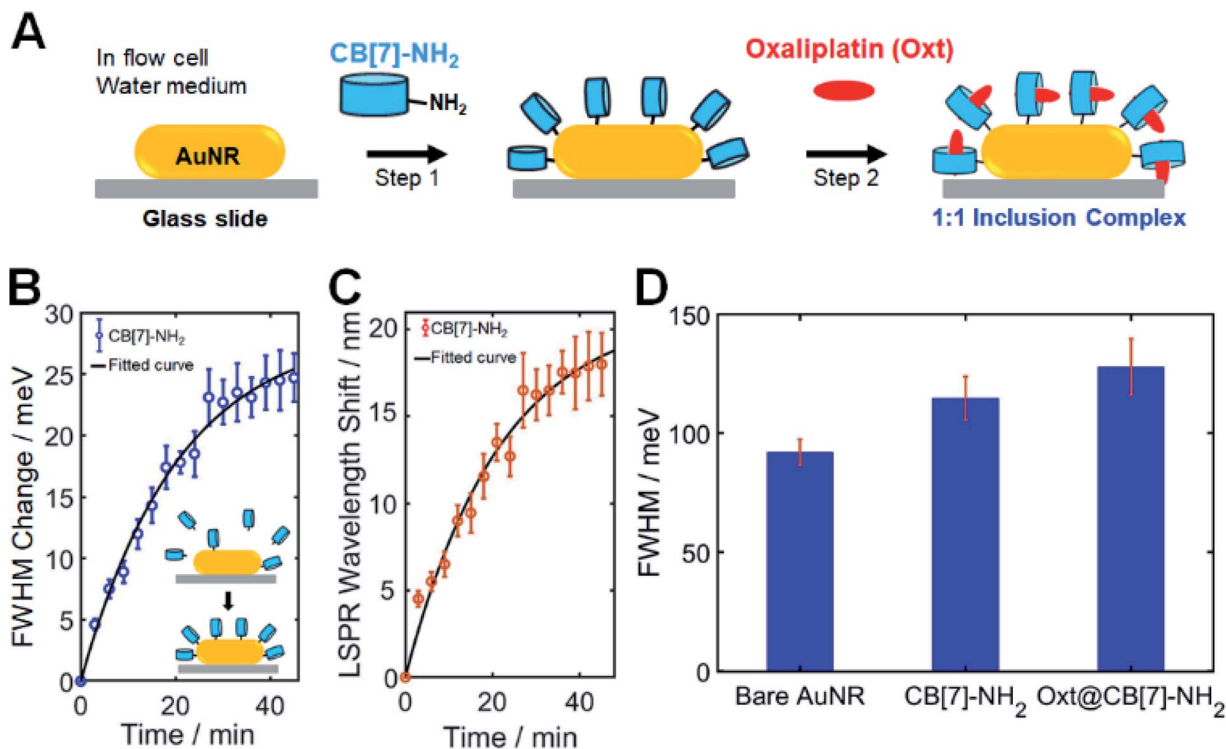 A
In flow cell
Water medium
CB[7]-NH₂
NH₂
Oxaliplatin (Oxt)
AuNR
Step 1
Step 2
Glass slide
1:1 Inclusion Complex
B
FWHM Change / meV
30
25
20
15
10
5
0
CB[7]-NH₂
Fitted curve
0
20
40
Time / min
C
LSPR Wavelength Shift / nm
20
15
10
5
0
CB[7]-NH₂
Fitted curve
0
20
40
Time / min
D
FWHM / meV
150
100
50
0
Bare AuNR
CB[7]-NH₂
Oxt@CB[7]-NH₂